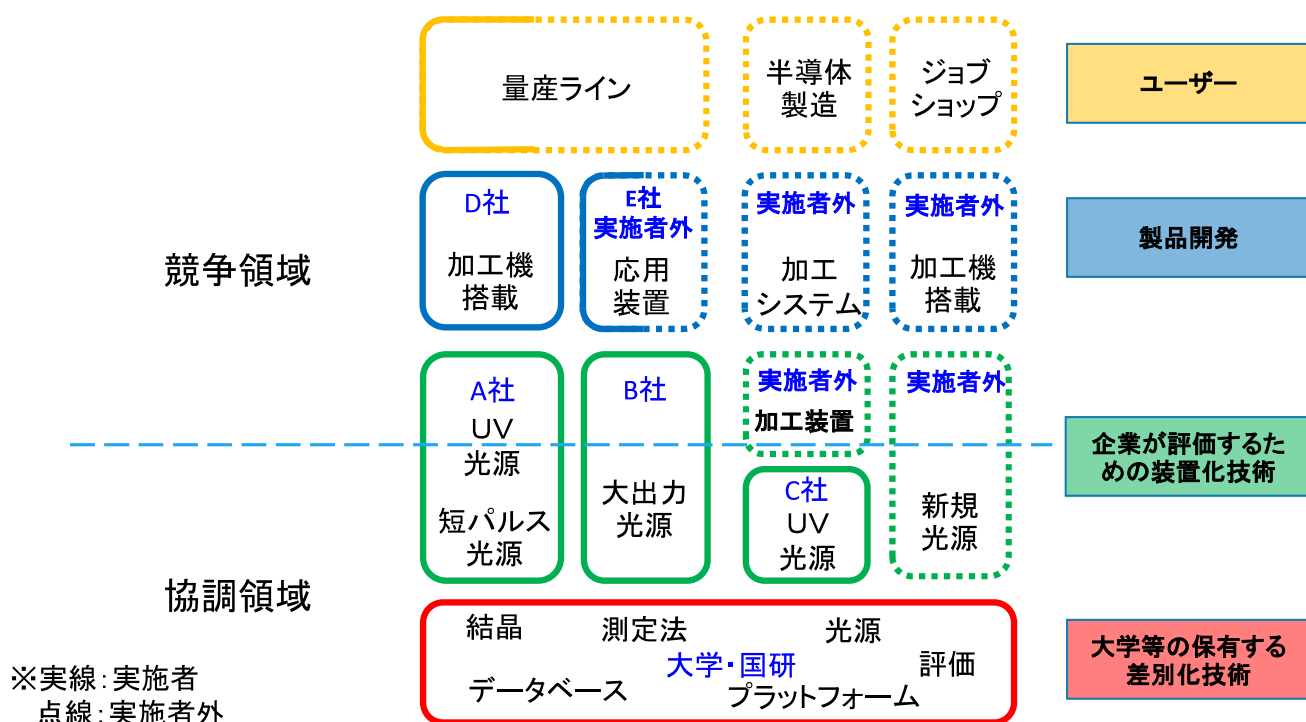 量産ライン
半導体
製造
ジョブ
ショップ
ユーザー
D社
加工機
搭載
E社
実施者外
応用
装置
実施者外
加工
システム
実施者外
加工機
搭載
製品開発
競争領域
A社
UV
光源
短パルス
光源
B社
大出力
光源
実施者外
加工装置
C社
UV
光源
実施者外
新規
光源
企業が評価するた
めの装置化技術
協調領域
結晶
測定法
光源
大学・国研
評価
データベース
プラットフォーム
大学等の保有する
差別化技術
※実線:実施者
点線:実施者外